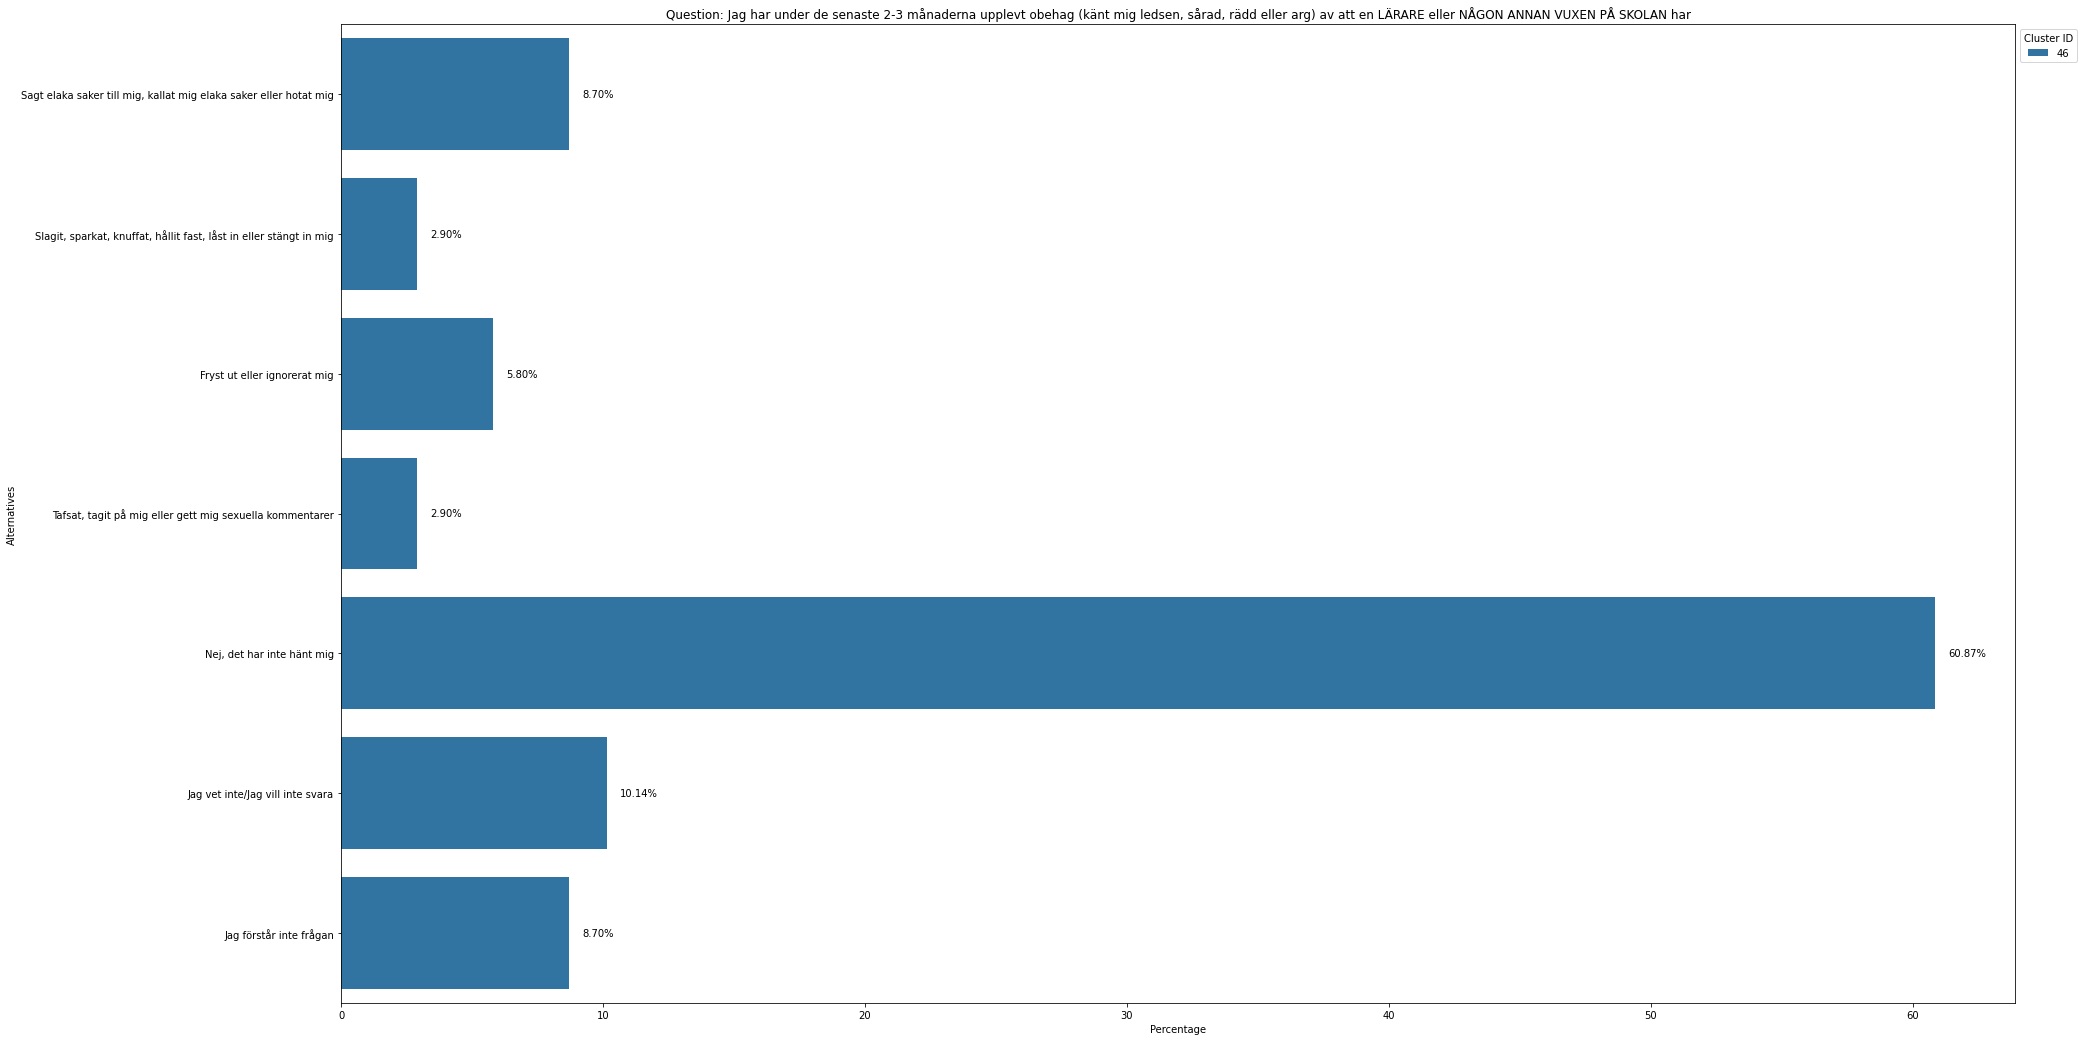 Question: Jag har under de senaste 2-3 månaderna upplevt obehag (känt mig ledsen, sårad, rädd eller arg) av att en LÄRARE eller NÅGON ANNAN VUXEN PÅ SKOLAN har
Cluster ID
46
Sagt elaka saker till mig, kallat mig elaka saker eller hotat mig
8.70%
Slagit, sparkat, knuffat, hållit fast, låst in eller stängt in mig
2.90%
Fryst ut eller ignorerat mig
5.80%
Tafsat, tagit på mig eller gett mig sexuella kommentarer
2.90%
Nej, det har inte hänt mig
60.87%
Jag vet inte/Jag vill inte svara
10.14%
Jag förstår inte frågan
8.70%
Alternatives
0 10 20 30 40 50 60
Percentage